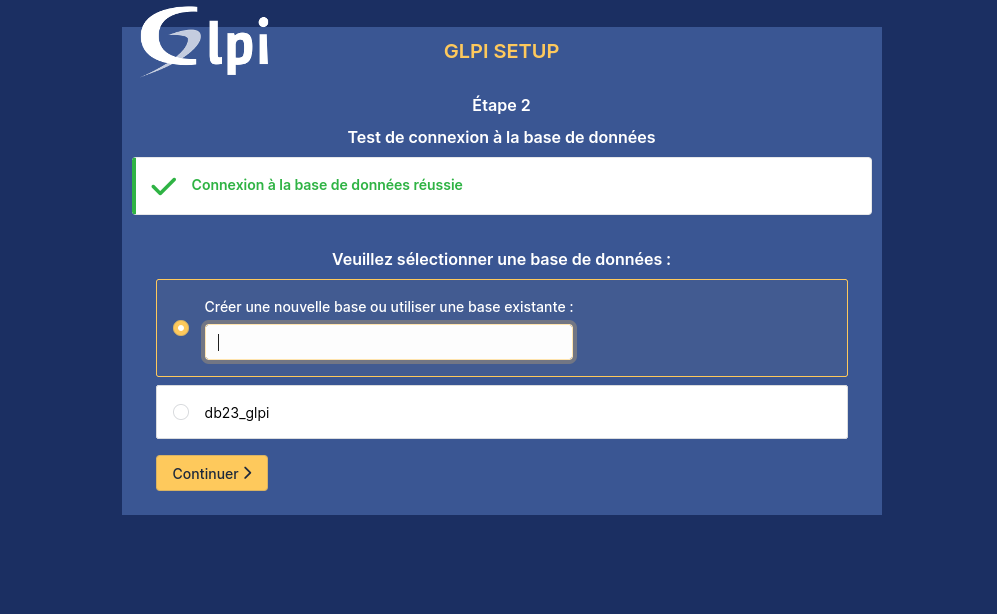 Glpi
GLPI SETUP
Étape 2
Test de connexion à la base de données
Connexion à la base de données réussie
Veuillez sélectionner une base de données :
Créer une nouvelle base ou utiliser une base existante :
db23_glpi
Continuer